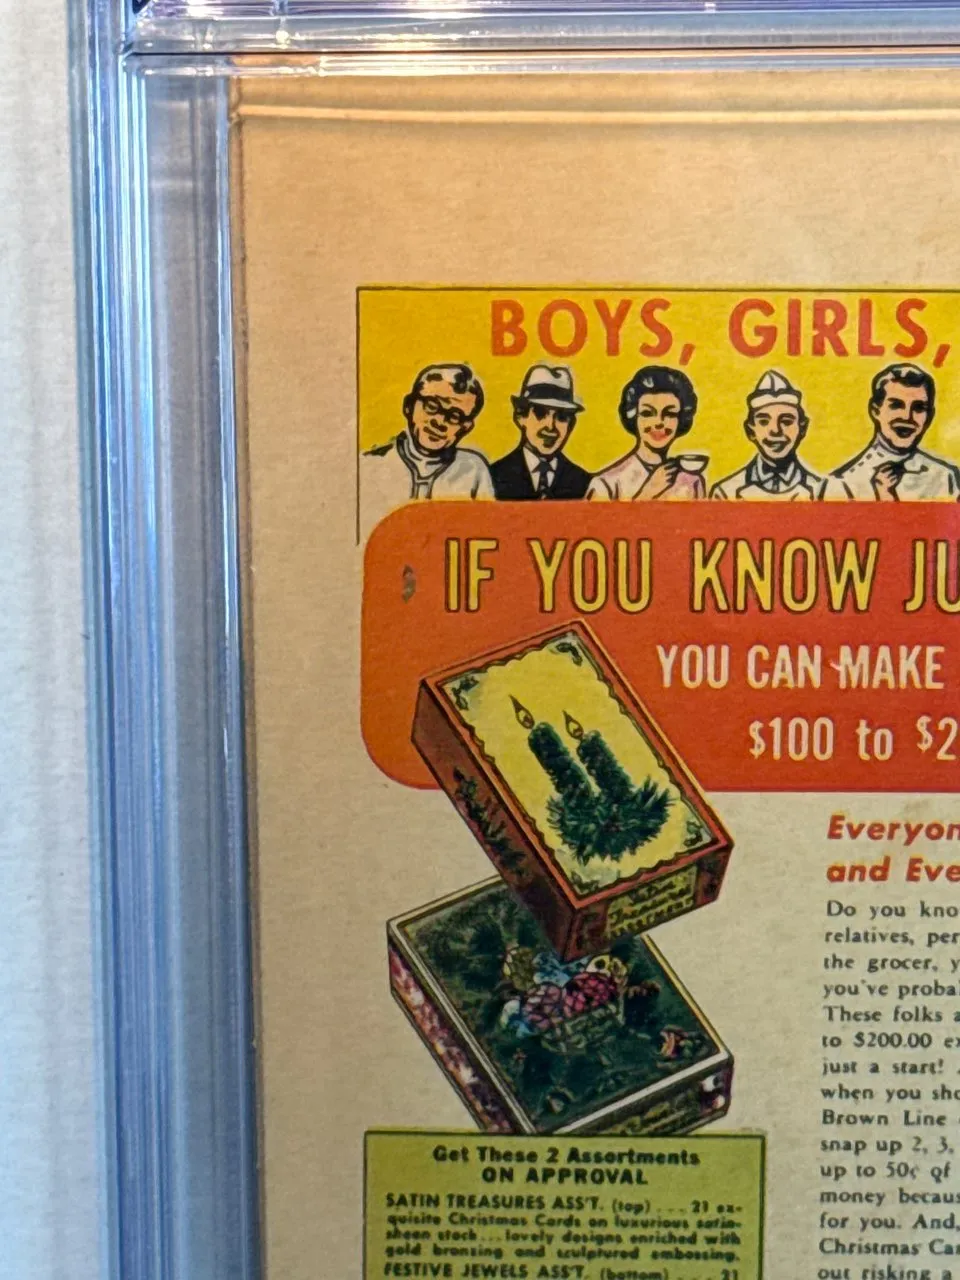 BOYS, GIRLS,
IF YOU KNOW JU
YOU CAN MAKE
$100 to $2
Everyon
and Eve
Do you kno
relatives, per
the grocer, y
you've probal
These folks a
to $200.00 ex
just a start!
when you sho
Brown Line
snap up 2, 3,
up to 50¢ of
money becaus
for you. And,
Christmas Car
out risking a
Get These 2 Assortments
ON APPROVAL
SATIN TREASURES ASS'T. (top) ... 21 ex-
quisite Christmas Cards on luxurious satin-
sheen stock ... lovely designs enriched with
gold bronzing and sculptured embossing.
FESTIVE JEWELS ASS'T. (bottom) ... 21